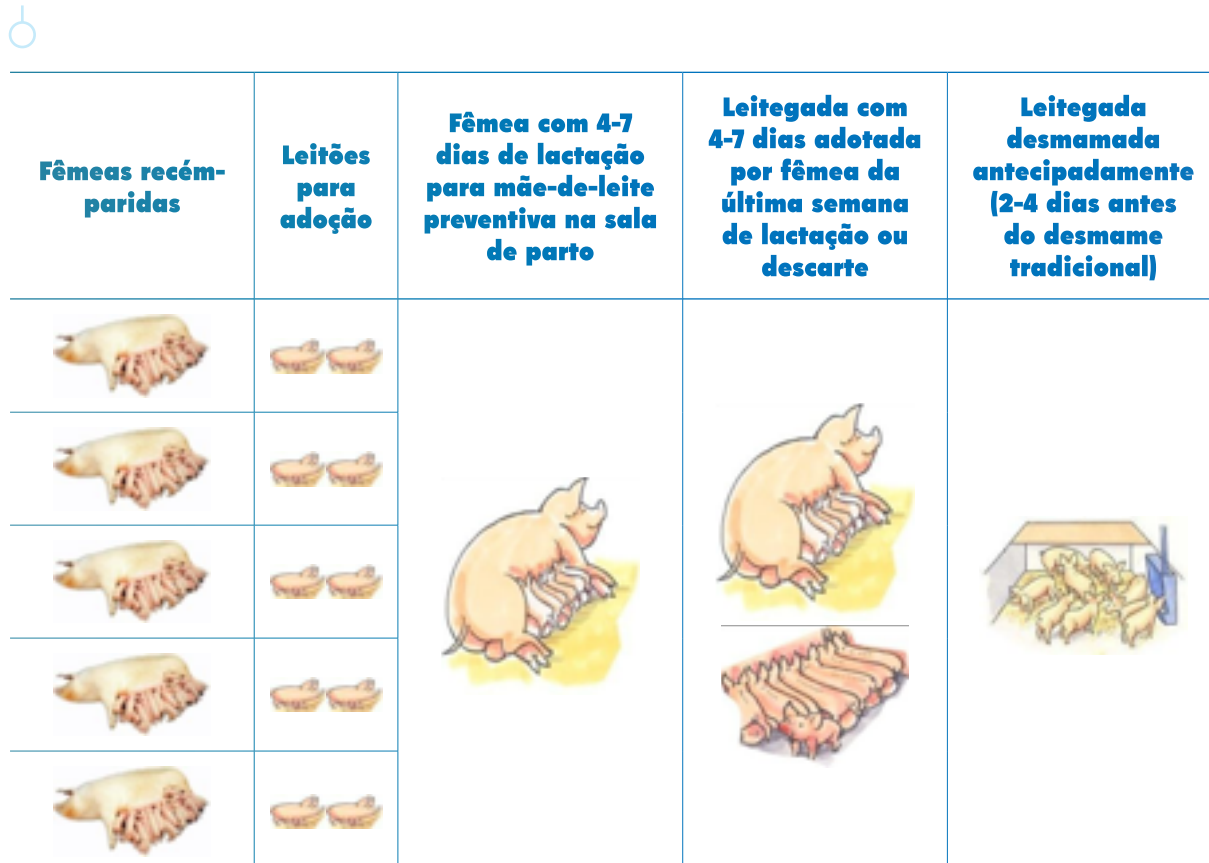 Fêmeas recém-
paridas
Leitões
para
adoção
Fêmea com 4-7
dias de lactação
para mãe-de-leite
preventiva na sala
de parto
Leitegada com
4-7 dias adotada
por fêmea da
última semana
de lactação ou
descarte
Leitegada
desmamada
antecipadamente
(2-4 dias antes
do desmame
tradicional)